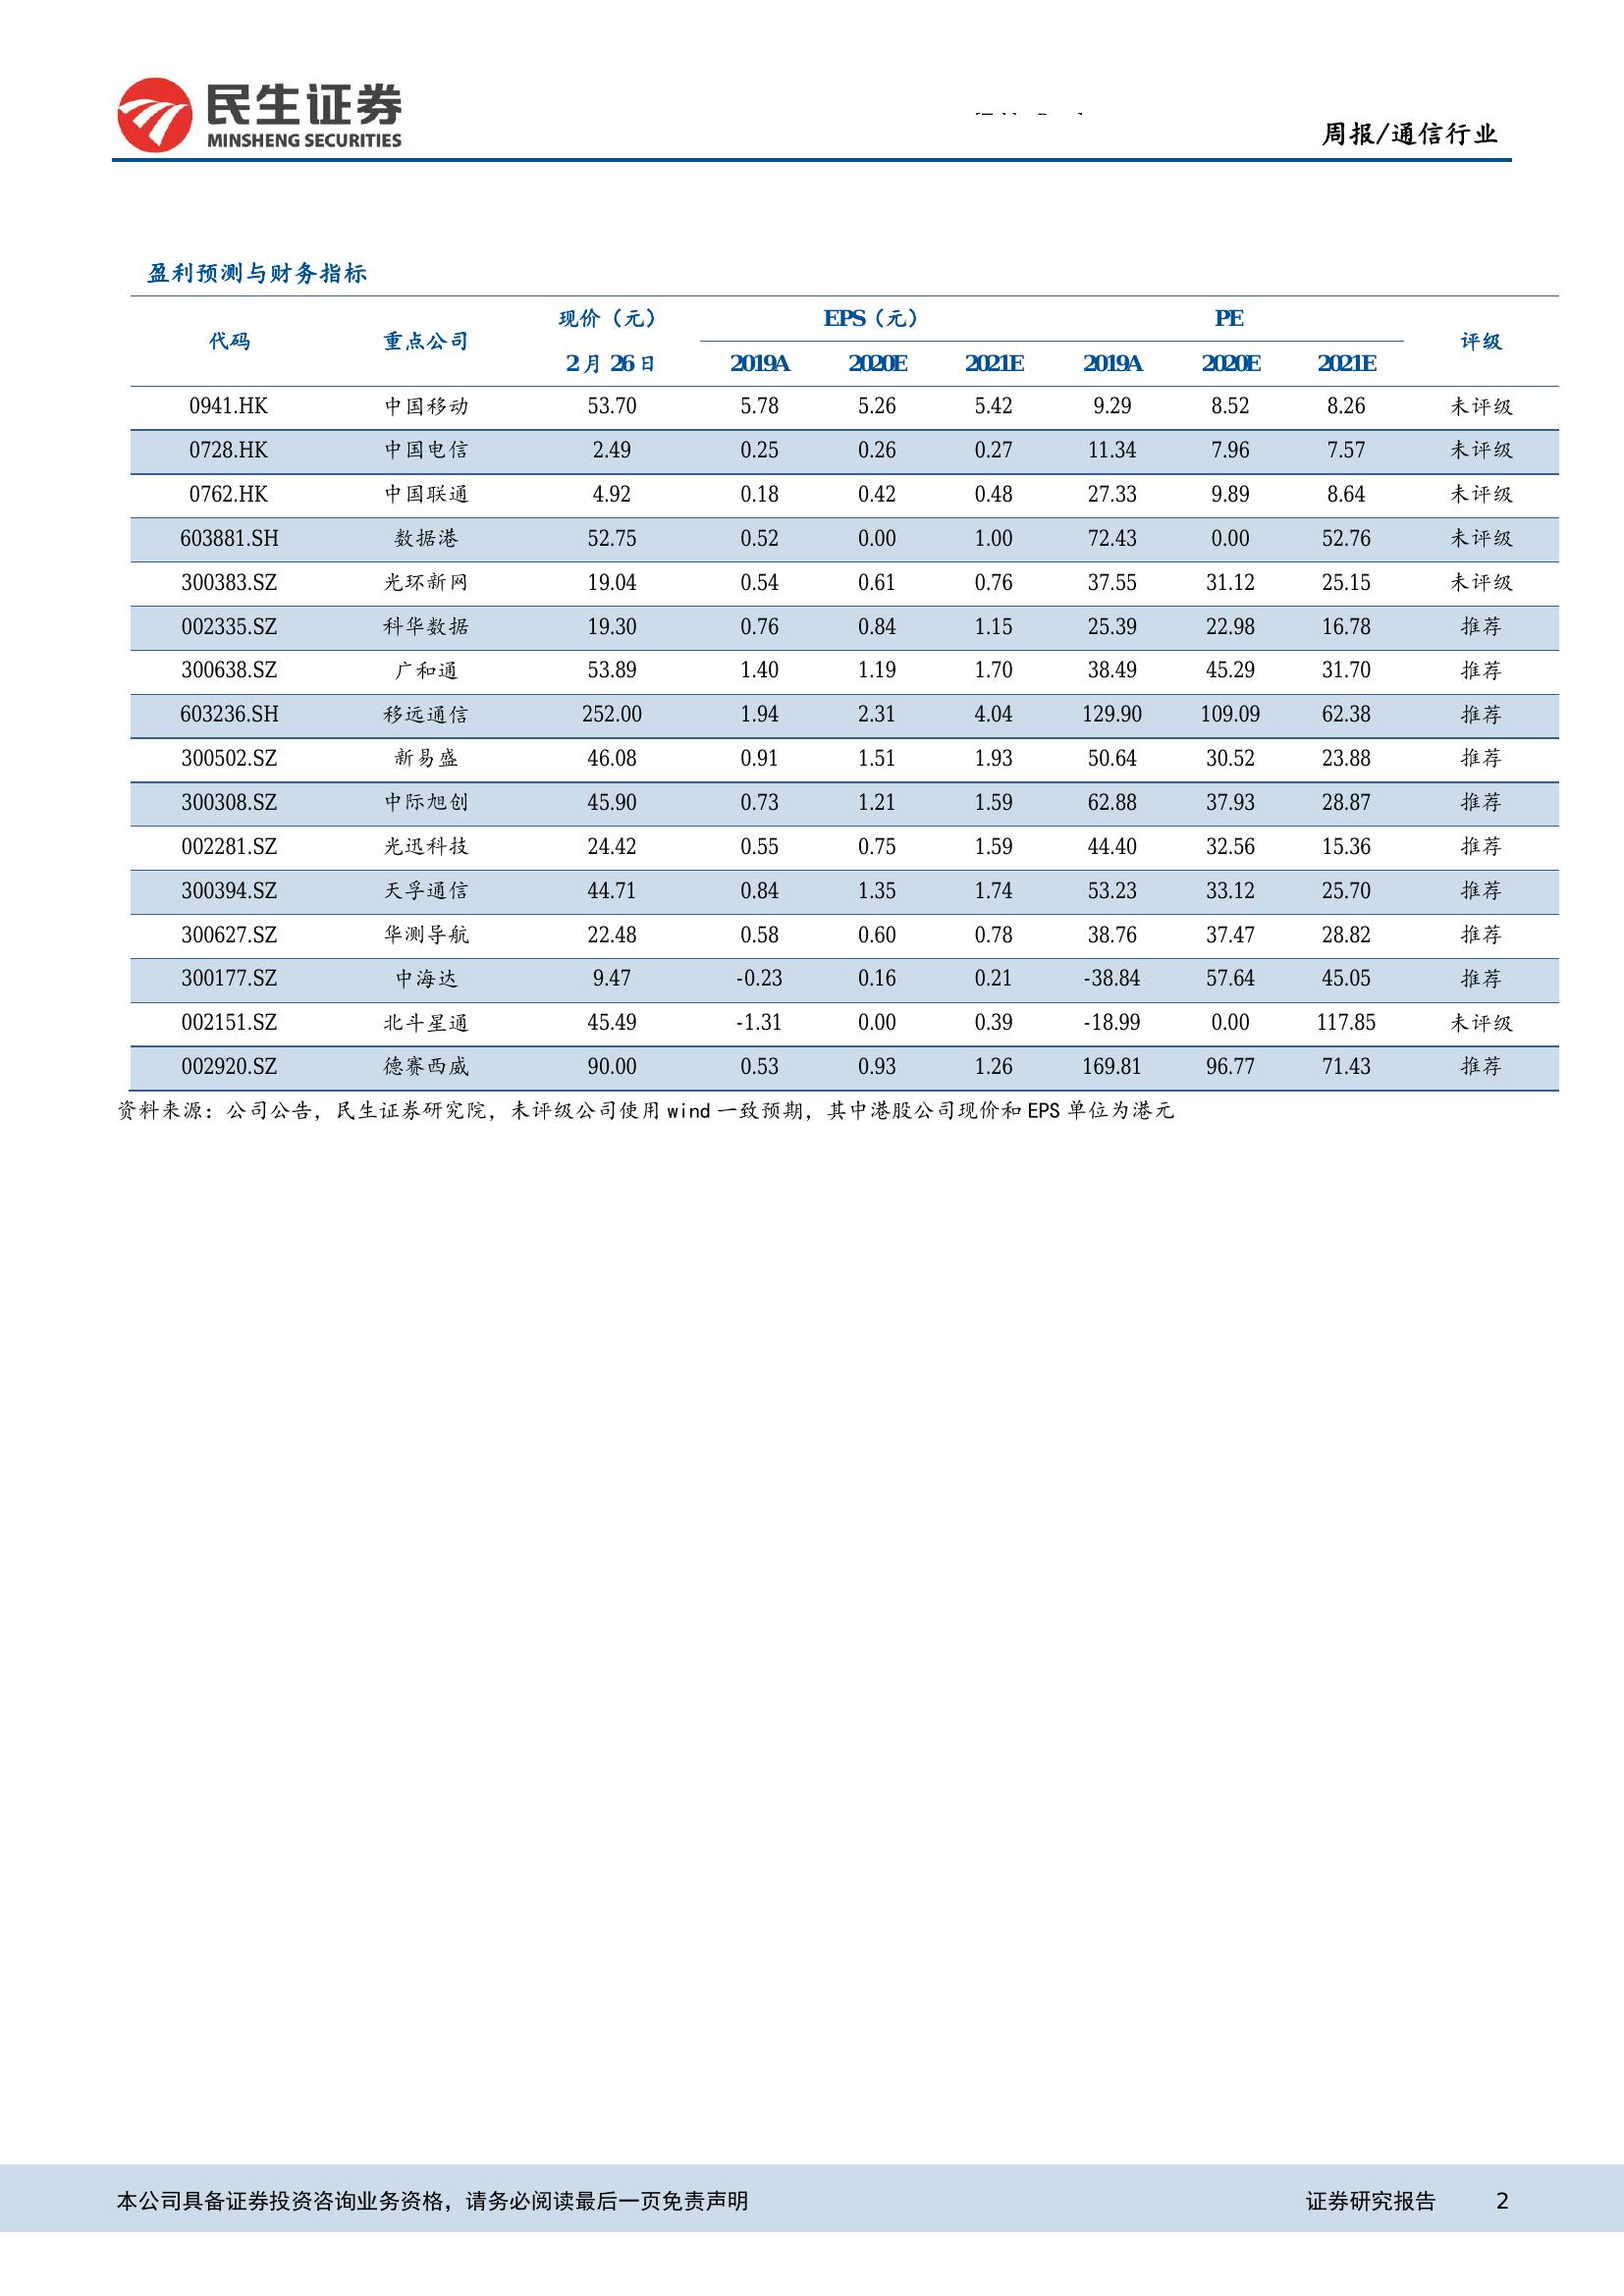 民生证券
MINSHENG SECURITIES
周报/通信行业
盈利预测与财务指标
代码 重点公司 现价（元） EPS（元） PE 评级
2月26日 2019A 2020E 2021E 2019A 2020E 2021E
0941.HK 中国移动 53.70 5.78 5.26 5.42 9.29 8.52 8.26 未评级
0728.HK 中国电信 2.49 0.25 0.26 0.27 11.34 7.96 7.57 未评级
0762.HK 中国联通 4.92 0.18 0.42 0.48 27.33 9.89 8.64 未评级
603881.SH 数据港 52.75 0.52 0.00 1.00 72.43 0.00 52.76 未评级
300383.SZ 光环新网 19.04 0.54 0.61 0.76 37.55 31.12 25.15 未评级
002335.SZ 科华数据 19.30 0.76 0.84 1.15 25.39 22.98 16.78 推荐
300638.SZ 广和通 53.89 1.40 1.19 1.70 38.49 45.29 31.70 推荐
603236.SH 移远通信 252.00 1.94 2.31 4.04 129.90 109.09 62.38 推荐
300502.SZ 新易盛 46.08 0.91 1.51 1.93 50.64 30.52 23.88 推荐
300308.SZ 中际旭创 45.90 0.73 1.21 1.59 62.88 37.93 28.87 推荐
002281.SZ 光迅科技 24.42 0.55 0.75 1.59 44.40 32.56 15.36 推荐
300394.SZ 天孚通信 44.71 0.84 1.35 1.74 53.23 33.12 25.70 推荐
300627.SZ 华测导航 22.48 0.58 0.60 0.78 38.76 37.47 28.82 推荐
300177.SZ 中海达 9.47 -0.23 0.16 0.21 -38.84 57.64 45.05 推荐
002151.SZ 北斗星通 45.49 -1.31 0.00 0.39 -18.99 0.00 117.85 未评级
002920.SZ 德赛西威 90.00 0.53 0.93 1.26 169.81 96.77 71.43 推荐
资料来源：公司公告，民生证券研究院，未评级公司使用 wind 一致预期，其中港股公司现价和 EPS 单位为港元
本公司具备证券投资咨询业务资格，请务必阅读最后一页免责声明 证券研究报告 2